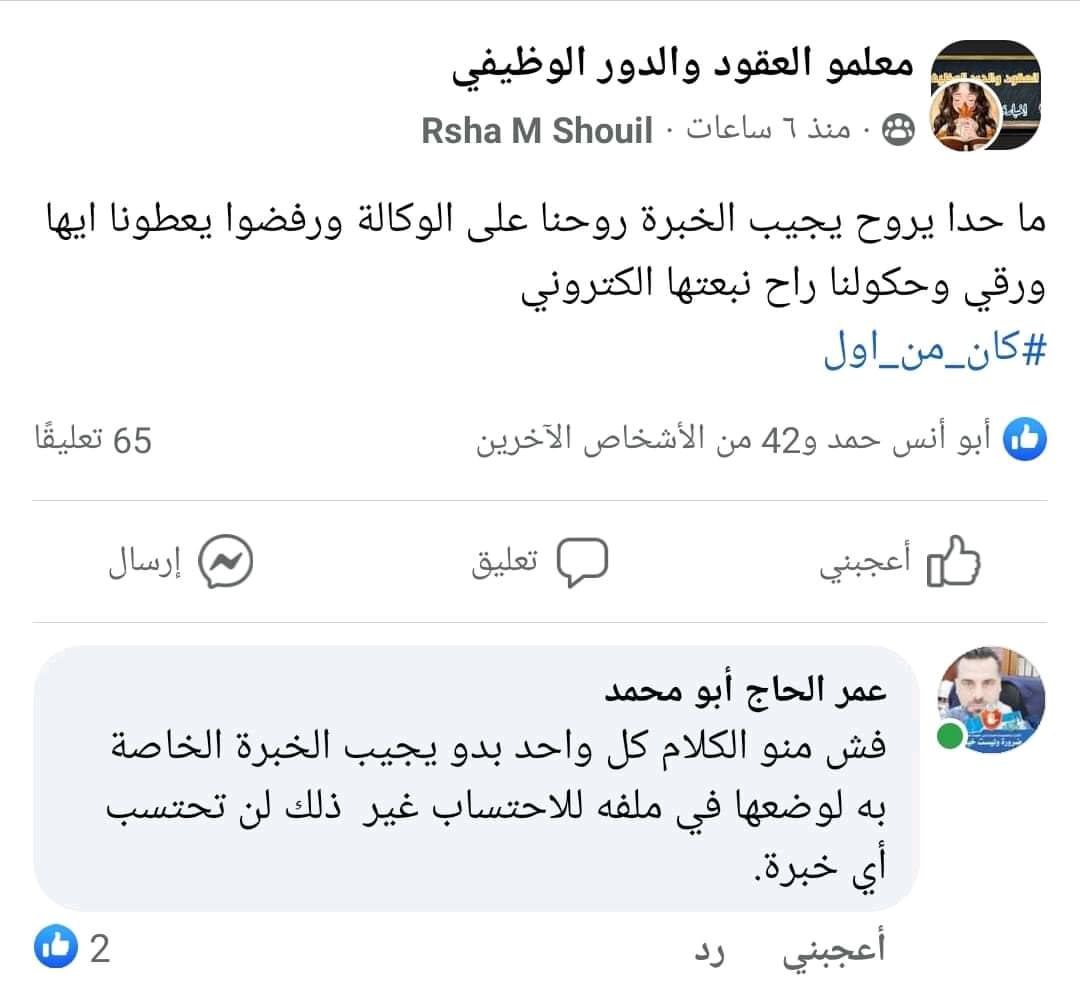 معلمو العقود والدور الوظيفي
Rsha M Shouil · منذ ٦ ساعات ·
ما حدا يروح يجيب الخبرة روحنا على الوكالة ورفضوا يعطونا ايها
ورقي وحكولنا راح نبعتها الكتروني
#كان_من_اول
أبو أنس حمد و42 من الأشخاص الآخرين
65 تعليقًا
أعجبني
تعليق
إرسال
عمر الحاج أبو محمد
فش منو الكلام كل واحد بدو يجيب الخبرة الخاصة
به لوضعها في ملفه للاحتساب غير ذلك لن تحتسب
أي خبرة.
أعجبني
رد
2